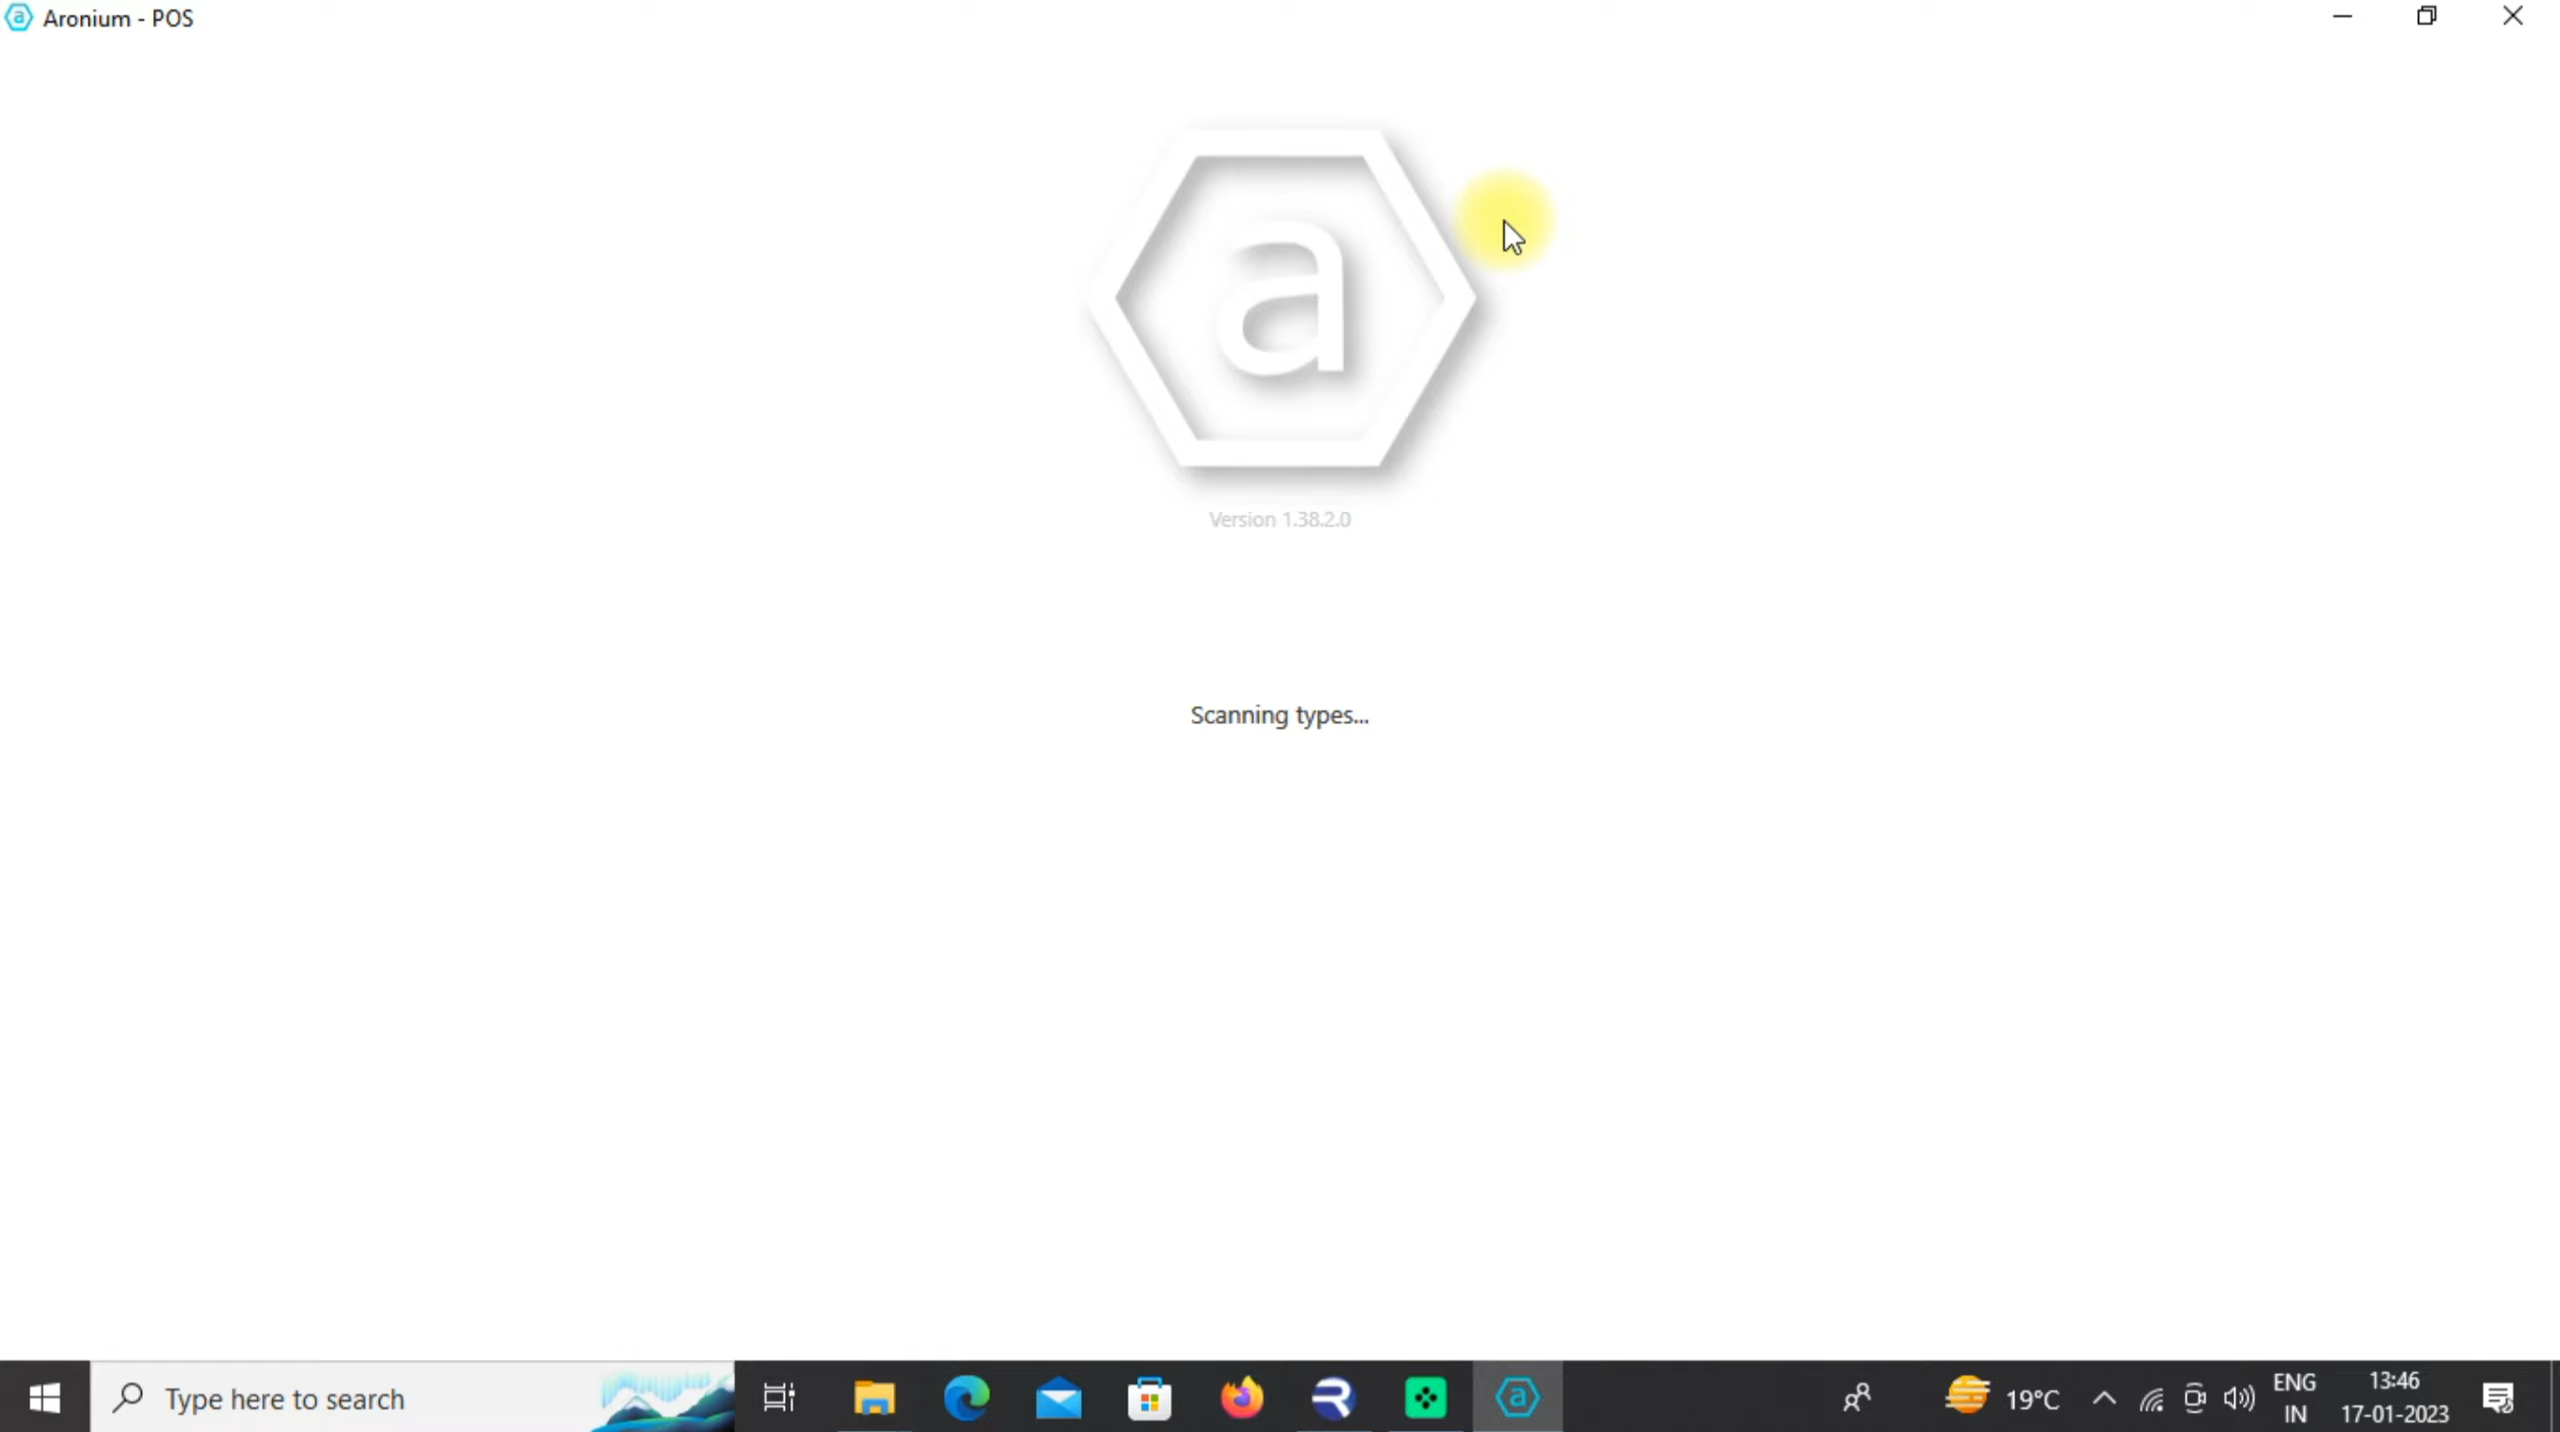 Aronium - POS
a
Version 1.38.2.0
Scanning types...
Type here to search
19°C
ENG
IN
13:46
17-01-2023